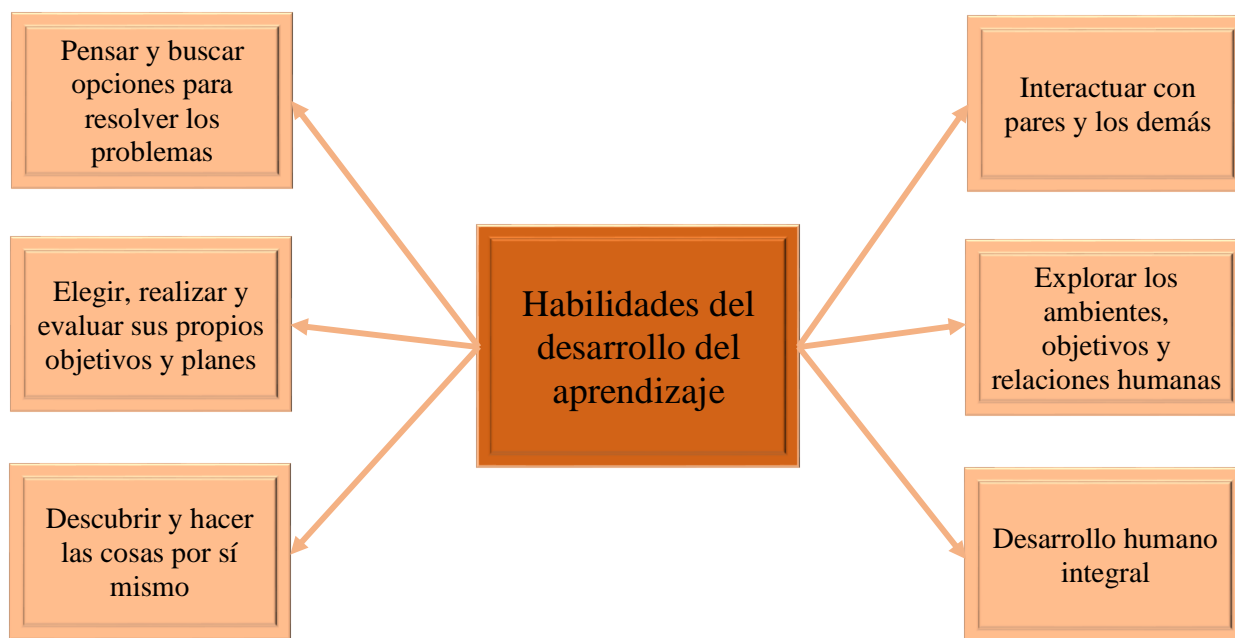 Pensar y buscar
opciones para
resolver los
problemas
Elegir, realizar y
evaluar sus propios
objetivos y planes
Descubrir y hacer
las cosas por sí
mismo
Habilidades del
desarrollo del
aprendizaje
Interactuar con
pares y los demás
Explorar los
ambientes,
objetivos y
relaciones humanas
Desarrollo humano
integral